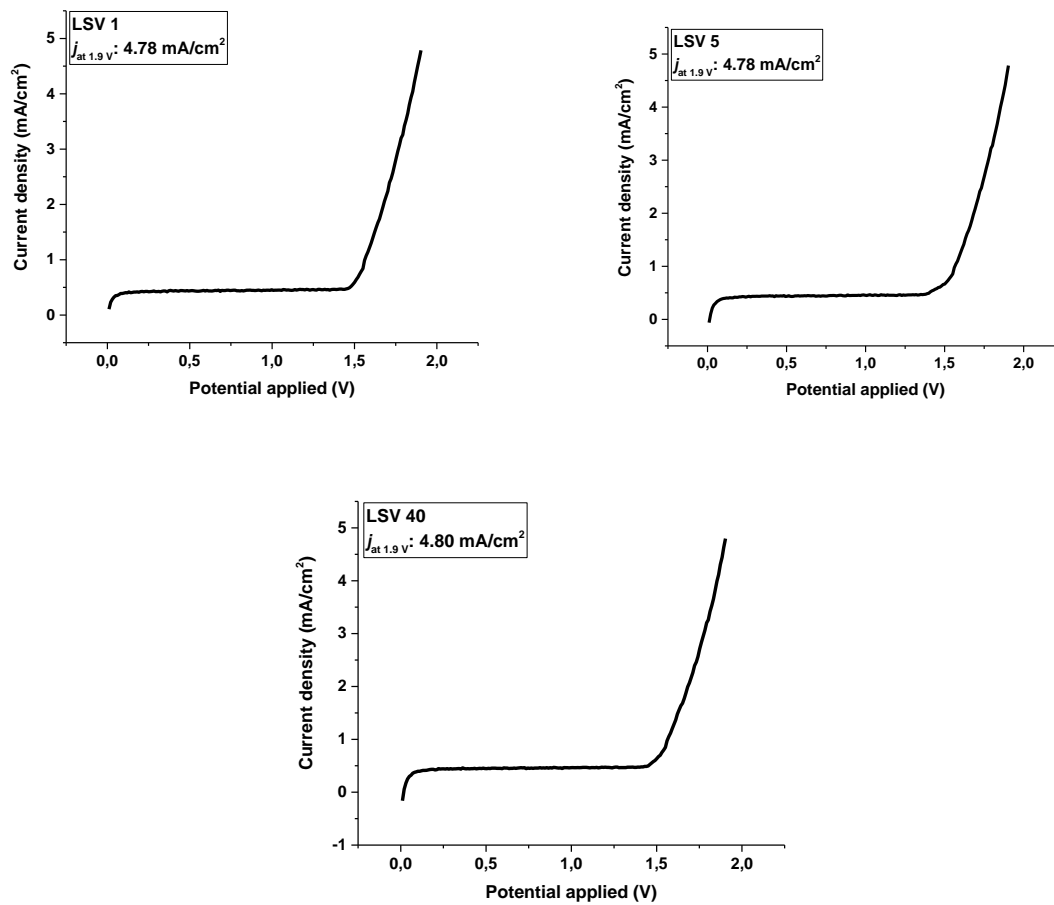 LSV 1
j at 1.9 V: 4.78 mA/cm²
5
4
3
2
1
0
Current density (mA/cm²)
0,0 0,5 1,0 1,5 2,0
Potential applied (V)
LSV 5
j at 1.9 V: 4.78 mA/cm²
5
4
3
2
1
0
Current density (mA/cm²)
0,0 0,5 1,0 1,5 2,0
Potential applied (V)
LSV 40
j at 1.9 V: 4.80 mA/cm²
5
4
3
2
1
0
-1
Current density (mA/cm²)
0,0 0,5 1,0 1,5 2,0
Potential applied (V)